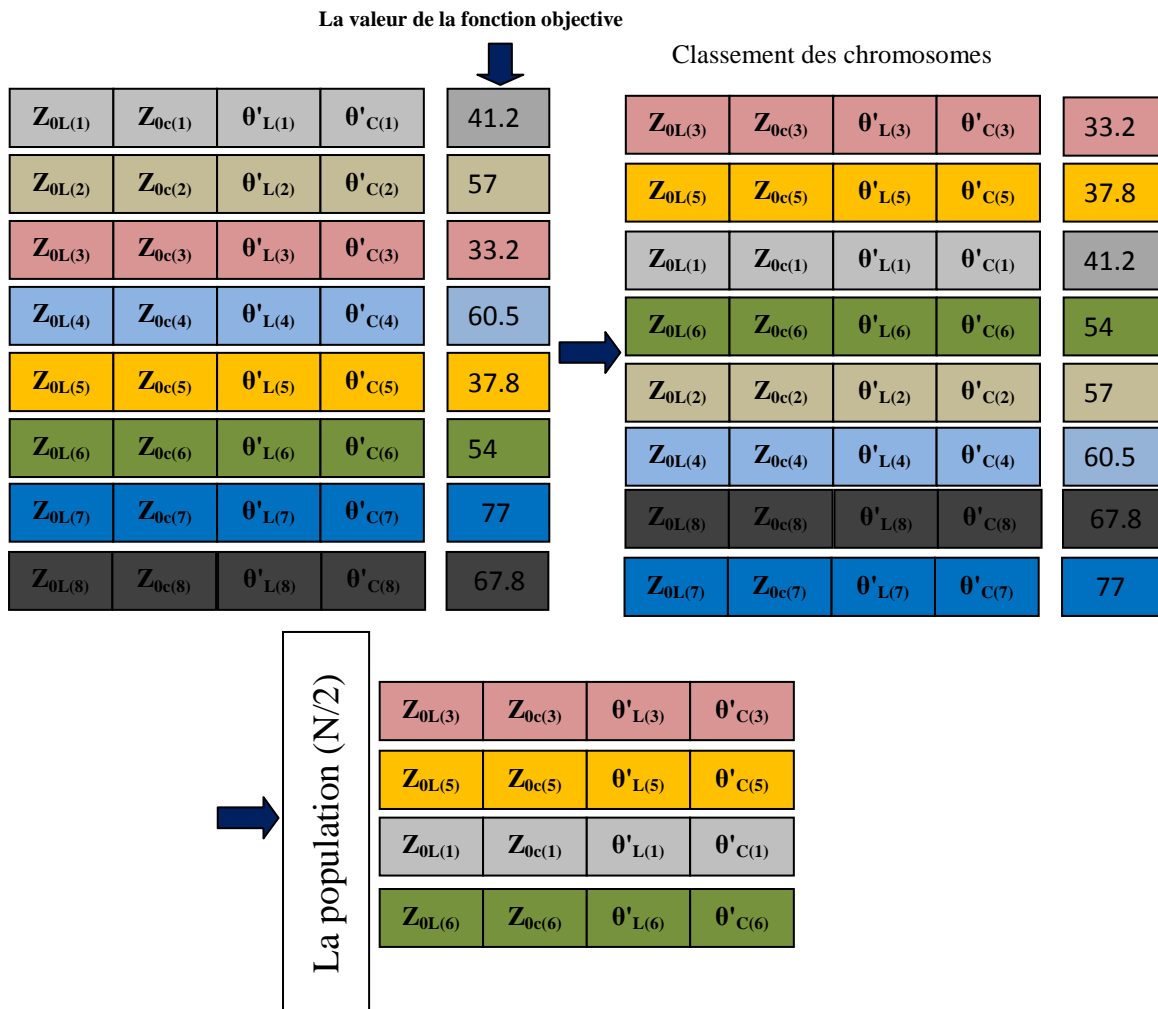 La valeur de la fonction objective
Classement des chromosomes
Z0L(1) Z0c(1) θ'L(1) θ'C(1) 41.2
Z0L(2) Z0c(2) θ'L(2) θ'C(2) 57
Z0L(3) Z0c(3) θ'L(3) θ'C(3) 33.2
Z0L(4) Z0c(4) θ'L(4) θ'C(4) 60.5
Z0L(5) Z0c(5) θ'L(5) θ'C(5) 37.8
Z0L(6) Z0c(6) θ'L(6) θ'C(6) 54
Z0L(7) Z0c(7) θ'L(7) θ'C(7) 77
Z0L(8) Z0c(8) θ'L(8) θ'C(8) 67.8
Z0L(3) Z0c(3) θ'L(3) θ'C(3) 33.2
Z0L(5) Z0c(5) θ'L(5) θ'C(5) 37.8
Z0L(1) Z0c(1) θ'L(1) θ'C(1) 41.2
Z0L(6) Z0c(6) θ'L(6) θ'C(6) 54
Z0L(2) Z0c(2) θ'L(2) θ'C(2) 57
Z0L(4) Z0c(4) θ'L(4) θ'C(4) 60.5
Z0L(8) Z0c(8) θ'L(8) θ'C(8) 67.8
Z0L(7) Z0c(7) θ'L(7) θ'C(7) 77
La population (N/2)
Z0L(3) Z0c(3) θ'L(3) θ'C(3)
Z0L(5) Z0c(5) θ'L(5) θ'C(5)
Z0L(1) Z0c(1) θ'L(1) θ'C(1)
Z0L(6) Z0c(6) θ'L(6) θ'C(6)